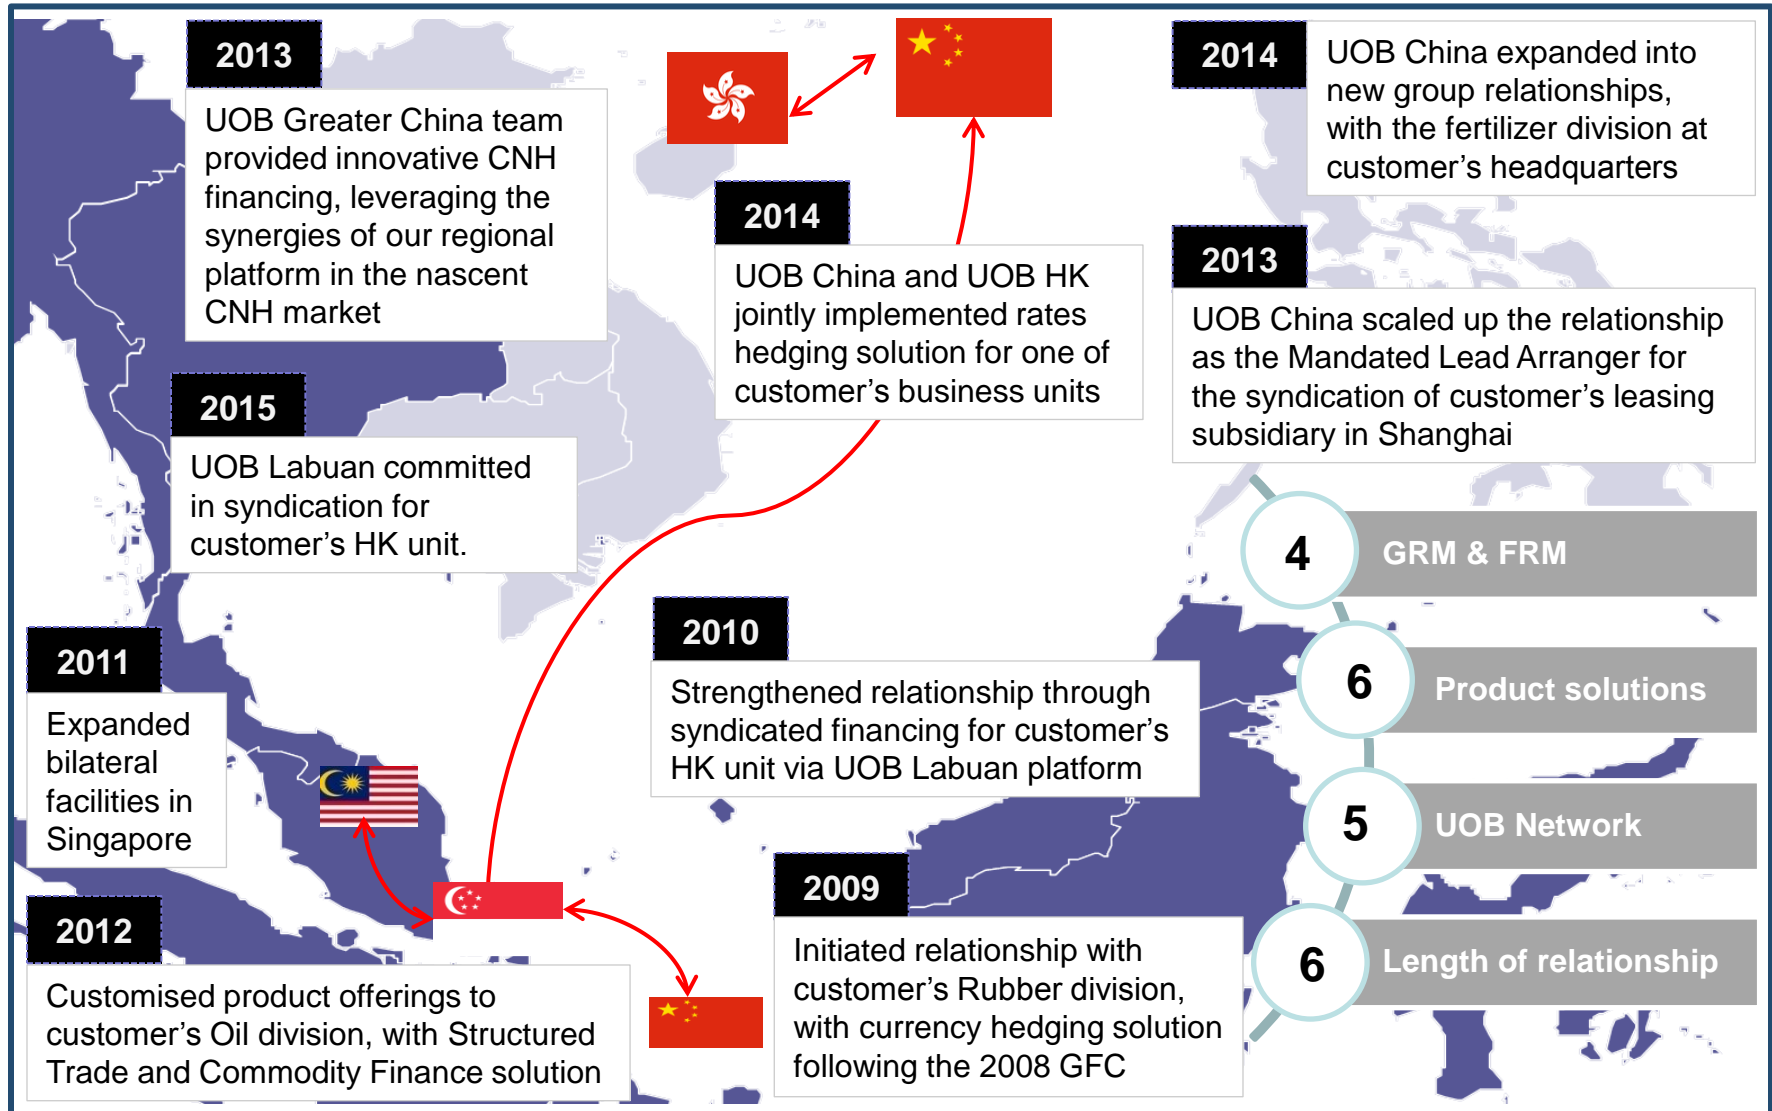 2013
UOB Greater China team
provided innovative CNH
financing, leveraging the
synergies of our regional
platform in the nascent
CNH market
2014
UOB China and UOB HK
jointly implemented rates
hedging solution for one of
customer's business units
2014
UOB China expanded into
new group relationships,
with the fertilizer division at
customer's headquarters
2013
UOB China scaled up the relationship
as the Mandated Lead Arranger for
the syndication of customer's leasing
subsidiary in Shanghai
2015
UOB Labuan committed
in syndication for
customer's HK unit.
2011
Expanded
bilateral
facilities in
Singapore
2010
Strengthened relationship through
syndicated financing for customer's
HK unit via UOB Labuan platform
2012
Customised product offerings to
customer's Oil division, with Structured
Trade and Commodity Finance solution
2009
Initiated relationship with
customer's Rubber division,
with currency hedging solution
following the 2008 GFC
4 GRM & FRM
6 Product solutions
5 UOB Network
6 Length of relationship